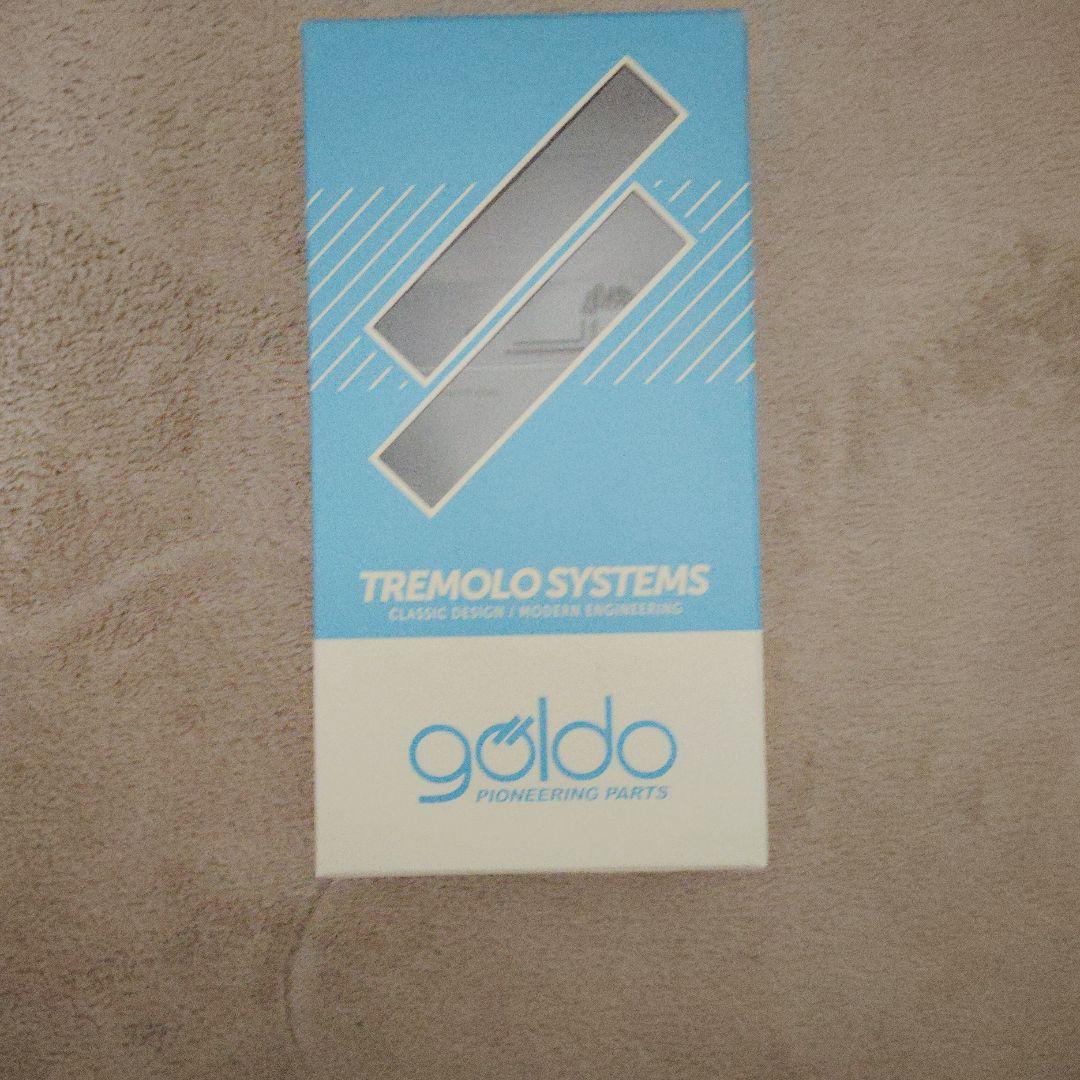 TREMOLO SYSTEMS
CLASSIC DESIGN / MODERN ENGINEERING
göldo
PIONEERING PARTS